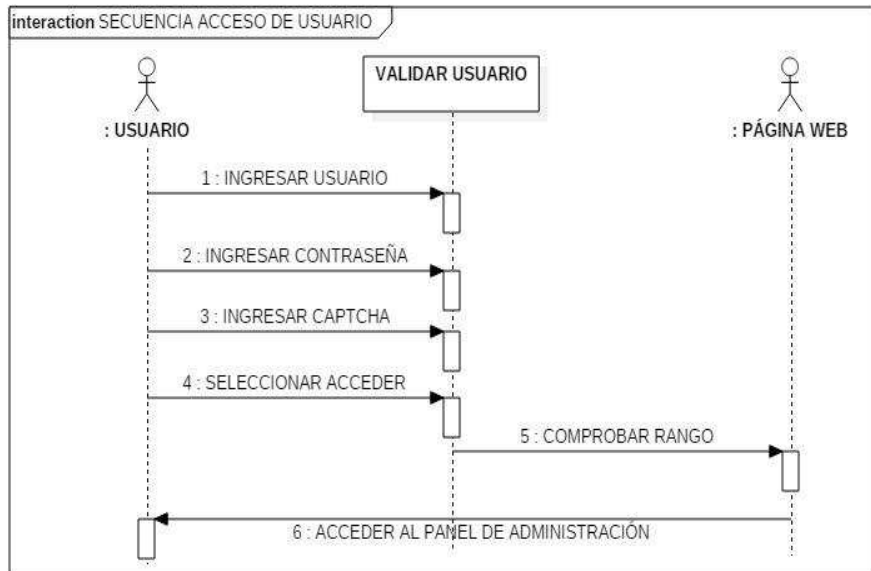 interaction SECUENCIA ACCESO DE USUARIO
VALIDAR USUARIO
: USUARIO
: PÁGINA WEB
1 : INGRESAR USUARIO
2 : INGRESAR CONTRASEÑA
3 : INGRESAR CAPTCHA
4 : SELECCIONAR ACCEDER
5 : COMPROBAR RANGO
6 : ACCEDER AL PANEL DE ADMINISTRACIÓN